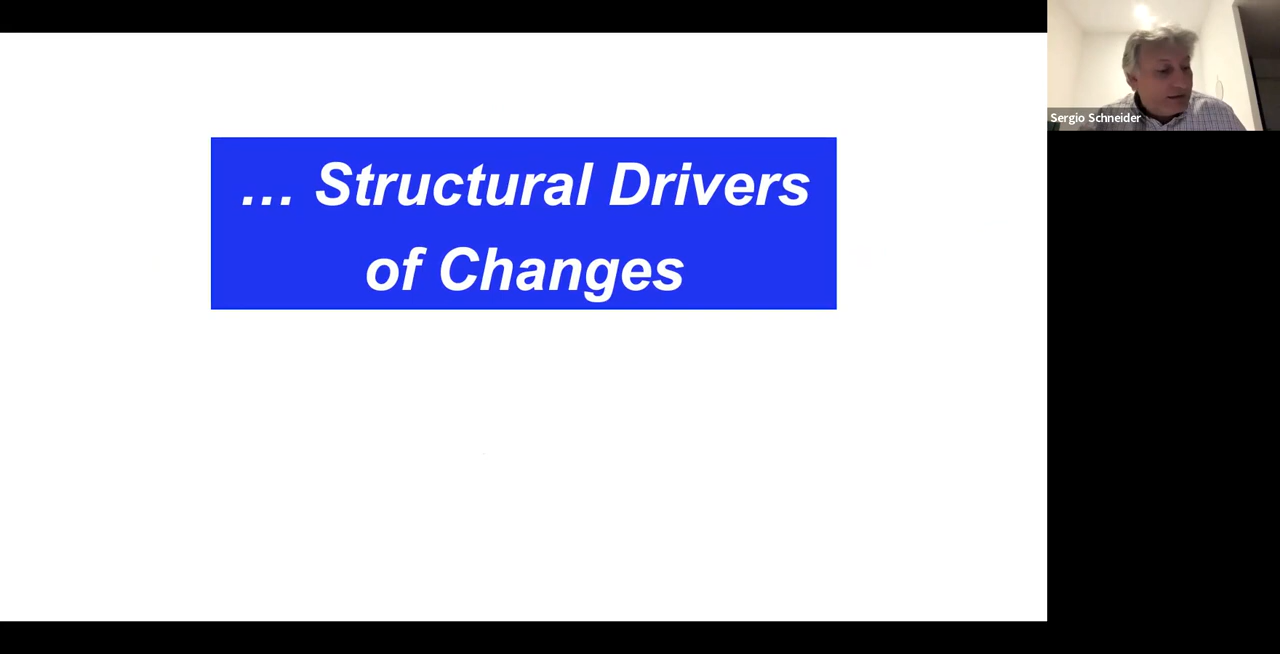 … Structural Drivers
of Changes
Sergio Schneider